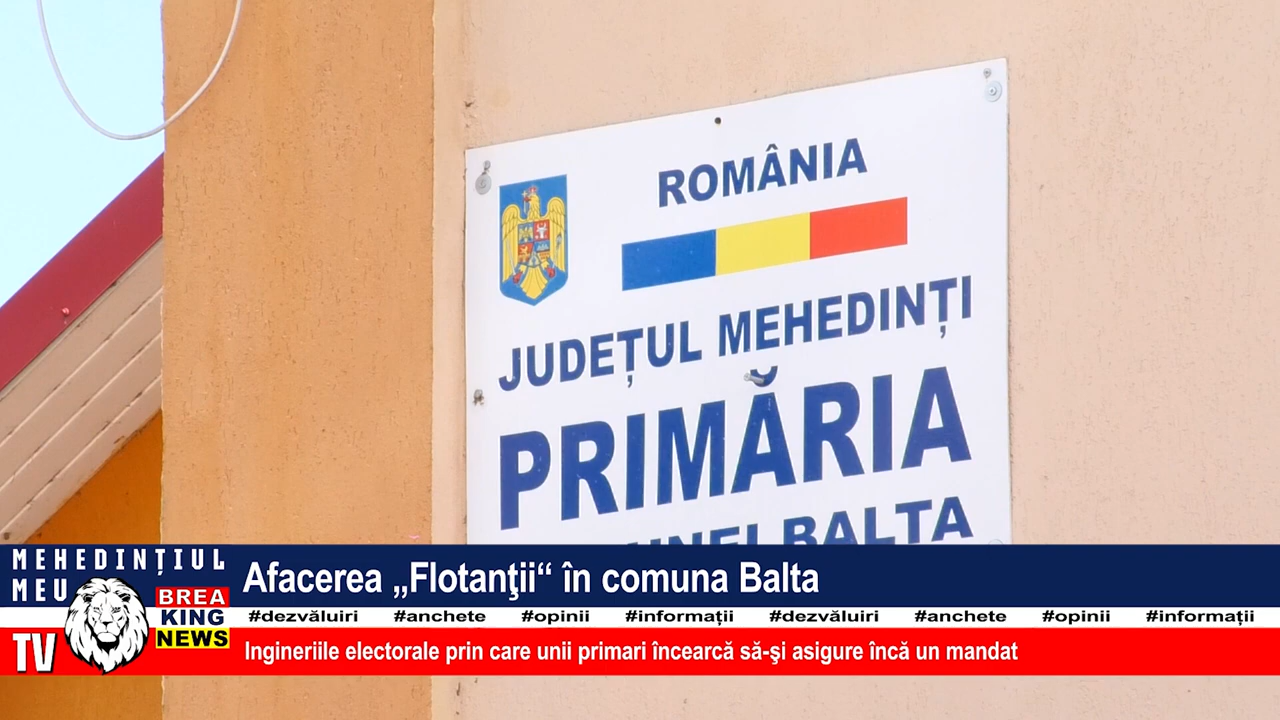 ROMÂNIA
JUDEȚUL MEHEDINȚI
PRIMĂRIA
BALTA
MEHEDINȚIUL
MEU
TV
BREA
KING
NEWS
Afacerea „Flotanţii“ în comuna Balta
#dezvăluiri #anchete #opinii #informații #dezvăluiri #anchete #opinii #informații
Ingineriile electorale prin care unii primari încearcă să-şi asigure încă un mandat